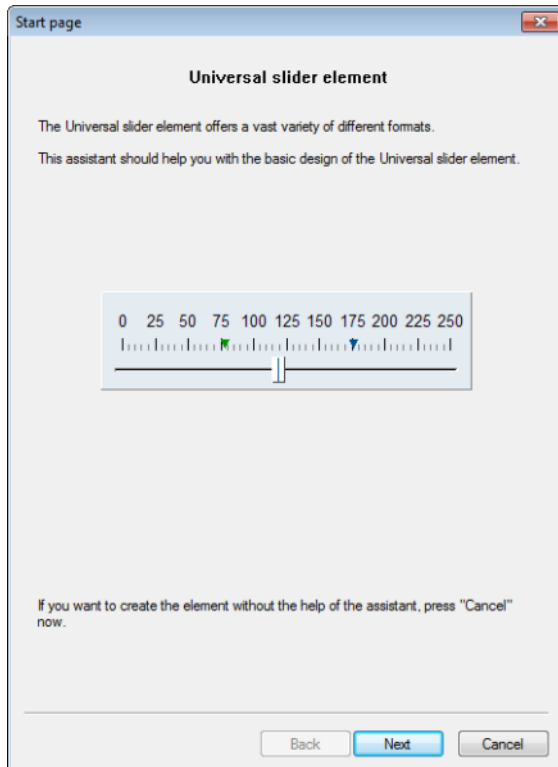 Start page
Universal slider element
The Universal slider element offers a vast variety of different formats.
This assistant should help you with the basic design of the Universal slider element.
0 25 50 75 100 125 150 175 200 225 250
If you want to create the element without the help of the assistant, press "Cancel"
now.
Back Next Cancel